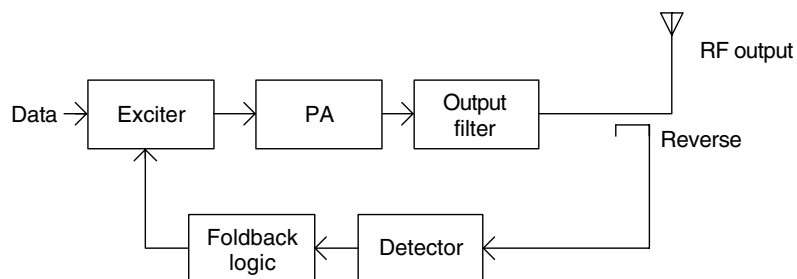 RF output
Data
Exciter
PA
Output
filter
Reverse
Foldback
logic
Detector